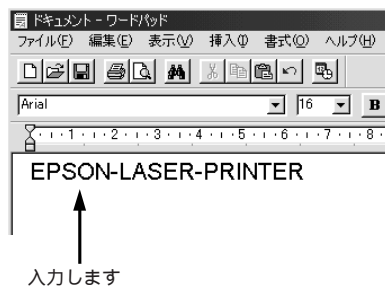 ドキュメント - ワードパッド
ファイル(F) 編集(E) 表示(V) 挿入(I) 書式(O) ヘルプ(H)
Arial 16 B
1 2 3 4 5 6 7 8
EPSON-LASER-PRINTER
入力します